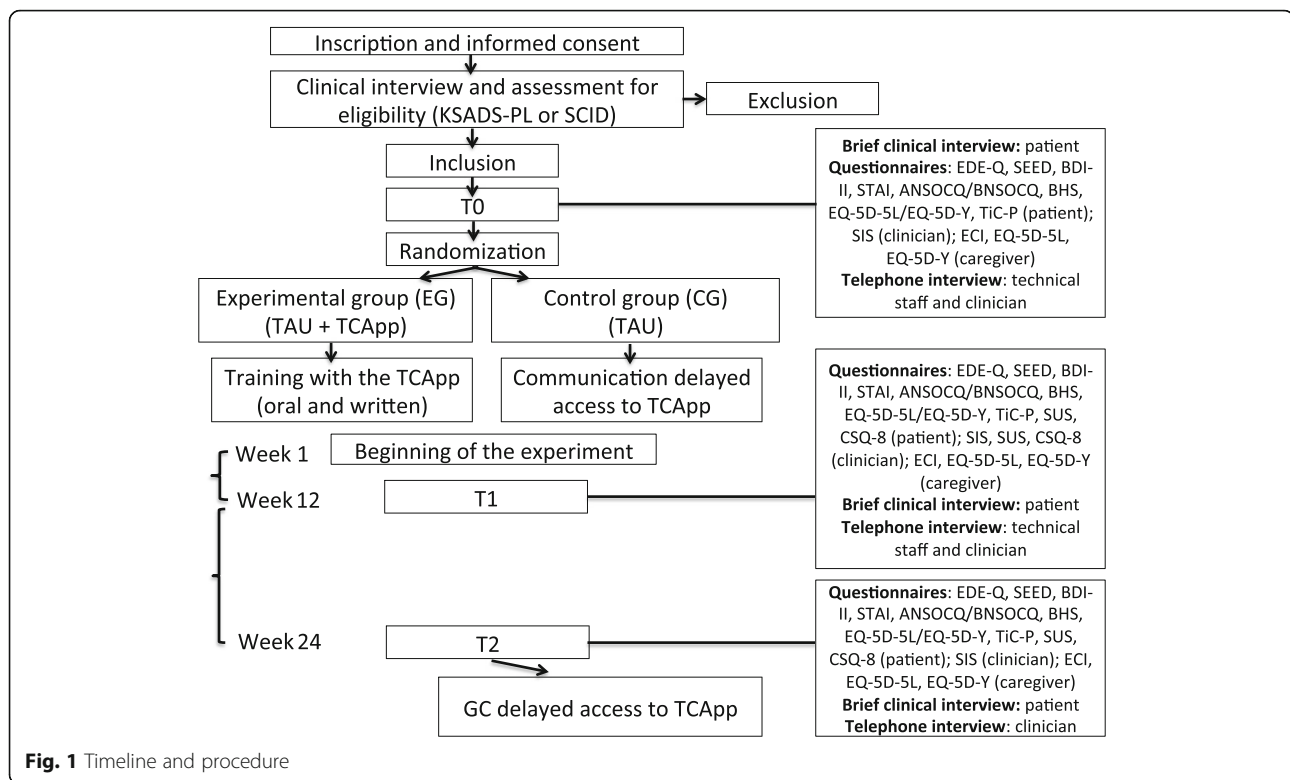 Inscription and informed consent
Clinical interview and assessment for
eligibility (KSADS-PL or SCID)
Exclusion
Inclusion
T0
Brief clinical interview: patient
Questionnaires: EDE-Q, SEED, BDI-
II, STAI, ANSOCQ/BNSOCQ, BHS,
EQ-5D-5L/EQ-5D-Y, TiC-P (patient);
SIS (clinician); ECI, EQ-5D-5L,
EQ-5D-Y (caregiver)
Telephone interview: technical
staff and clinician
Randomization
Experimental group (EG)
(TAU + TCApp)
Control group (CG)
(TAU)
Training with the TCApp
(oral and written)
Communication delayed
access to TCApp
Week 1
Beginning of the experiment
Week 12
T1
Questionnaires: EDE-Q, SEED, BDI-
II, STAI, ANSOCQ/BNSOCQ, BHS,
EQ-5D-5L/EQ-5D-Y, TiC-P, SUS,
CSQ-8 (patient); SIS, SUS, CSQ-8
(clinician); ECI, EQ-5D-5L, EQ-5D-Y
(caregiver)
Brief clinical interview: patient
Telephone interview: technical
staff and clinician
Week 24
T2
Questionnaires: EDE-Q, SEED, BDI-
II, STAI, ANSOCQ/BNSOCQ, BHS,
EQ-5D-5L/EQ-5D-Y, TiC-P, SUS,
CSQ-8 (patient); SIS (clinician); ECI,
EQ-5D-5L, EQ-5D-Y (caregiver)
Brief clinical interview: patient
Telephone interview: clinician
GC delayed access to TCApp
Fig. 1 Timeline and procedure